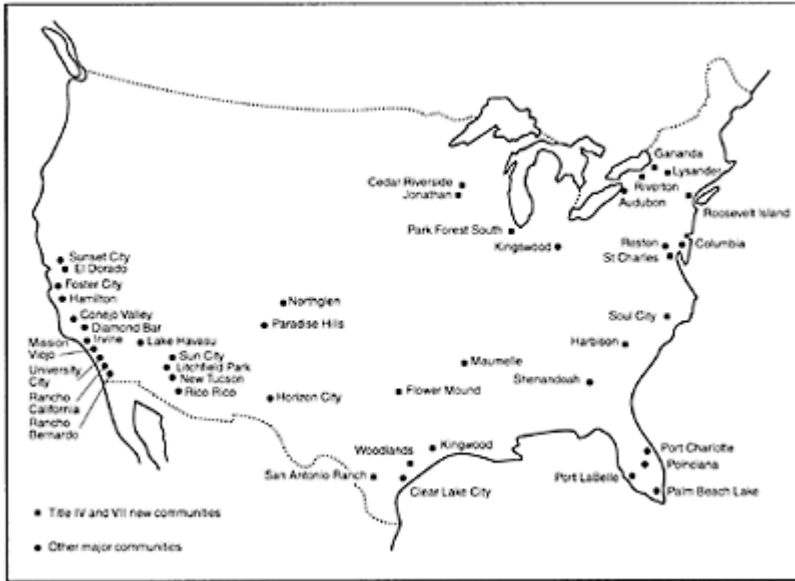 Gananda
Lysander
Riverton
Audubon
Roosevelt Island
Cedar Riverside
Jonathan
Park Forest South
Kingswood
Reston
Columbia
St Charles
Sunset City
El Dorado
Foster City
Hamilton
Conejo Valley
Diamond Bar
Irvine
Mission
Viejo
University
City
Rancho
California
Rancho
Bernardo
Lake Havasu
Sun City
Litchfield Park
New Tucson
Rico Rico
Northglen
Paradise Hills
Horizon City
Soul City
Harbison
Maumelle
Shenandoah
Flower Mound
Woodlands
Kingwood
San Antonio Ranch
Clear Lake City
Port Charlotte
Poinciana
Port LaBelle
Palm Beach Lake
Title IV and VII new communities
Other major communities